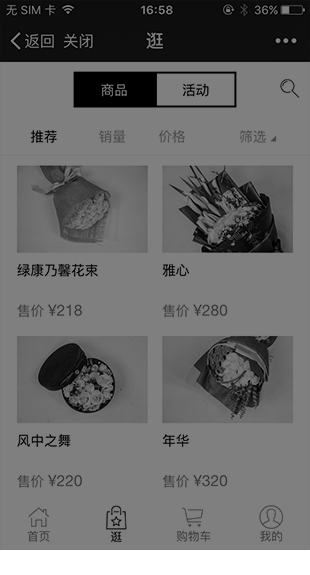 无 SIM 卡 16:58 36%
返回 关闭 逛
商品 活动
推荐 销量 价格 筛选
绿康乃馨花束 雅心
售价 ¥218 售价 ¥280
风中之舞 年华
售价 ¥220 售价 ¥320
首页 逛 购物车 我的